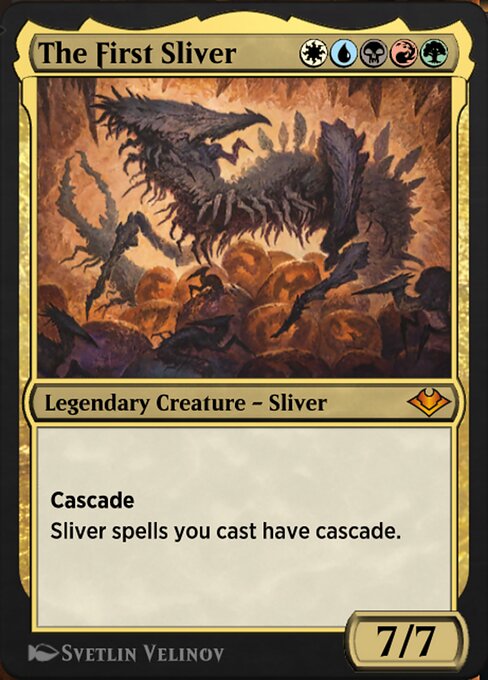 The First Sliver
Legendary Creature – Sliver
Cascade
Sliver spells you cast have cascade.
7/7
Svetlin Velinov